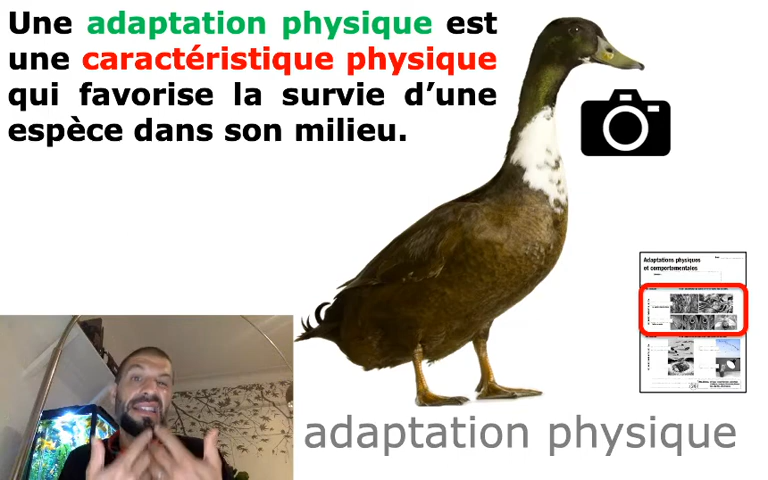 Une adaptation physique est
une caractéristique physique
qui favorise la survie d’une
espèce dans son milieu.
Adaptations physiques
et comportementales
adaptation physique